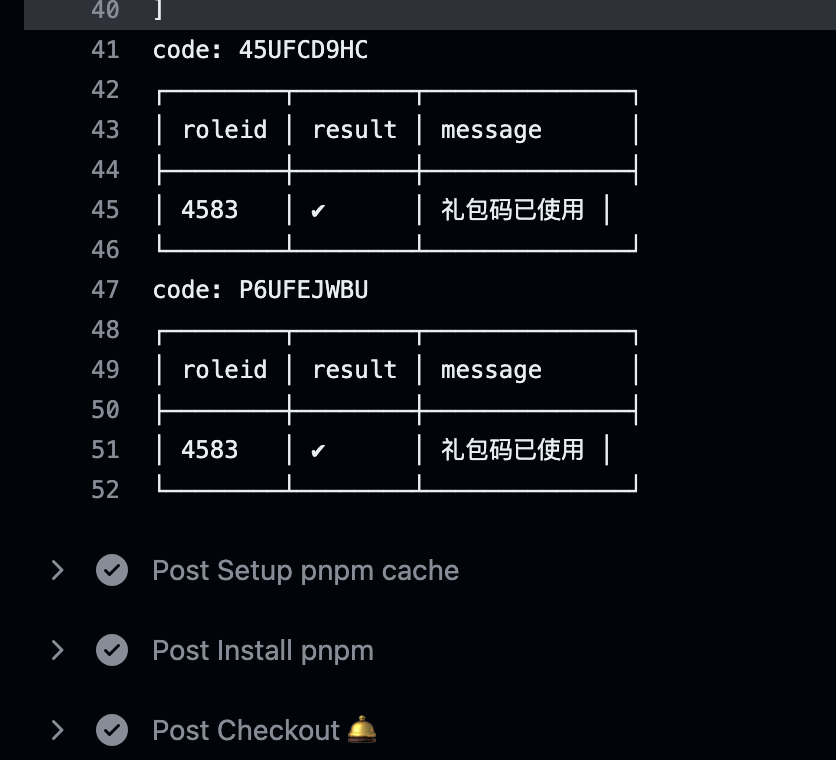 40 ]
41 code: 45UFCD9HC
42
43 │ roleid │ result │ message │
44
45 │ 4583 │ ✔ │ 礼包码已使用 │
46
47 code: P6UFEJWBU
48
49 │ roleid │ result │ message │
50
51 │ 4583 │ ✔ │ 礼包码已使用 │
52
Post Setup pnpm cache
Post Install pnpm
Post Checkout 🛎️